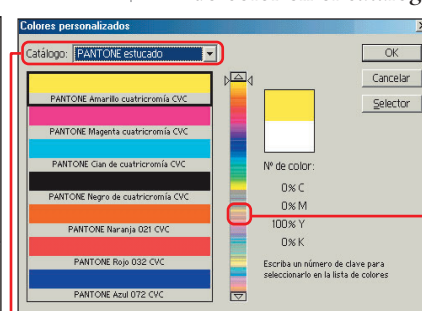 Colores personalizados
Catálogo: PANTONE estucado
OK
Cancelar
Selector
PANTONE Amarillo cuatricromía CVC
PANTONE Magenta cuatricromía CVC
PANTONE Cian de cuatricromía CVC
PANTONE Negro de cuatricromía CVC
PANTONE Naranja 021 CVC
PANTONE Rojo 032 CVC
PANTONE Azul 072 CVC
Nº de color:
0% C
0% M
100% Y
0% K
Escriba un número de clave para
seleccionarlo en la lista de colores